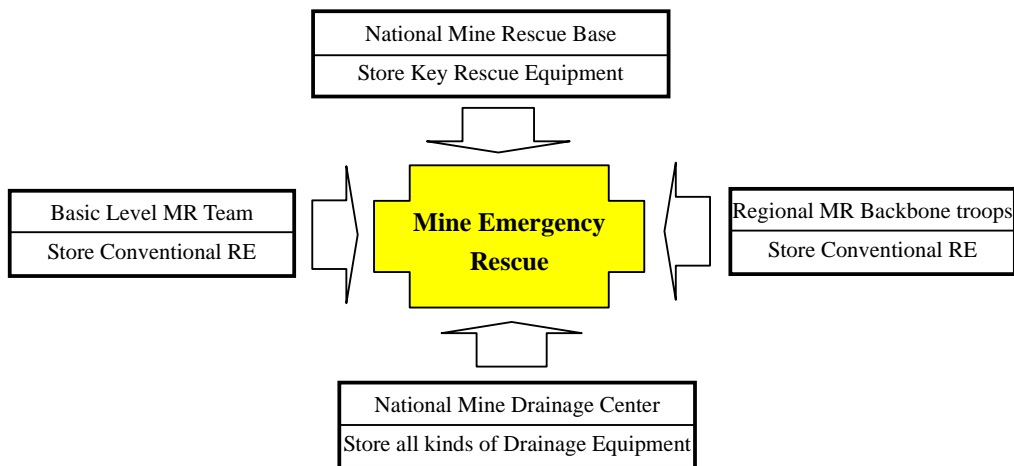 National Mine Rescue Base
Store Key Rescue Equipment
Basic Level MR Team
Store Conventional RE
Mine Emergency
Rescue
Regional MR Backbone troops
Store Conventional RE
National Mine Drainage Center
Store all kinds of Drainage Equipment